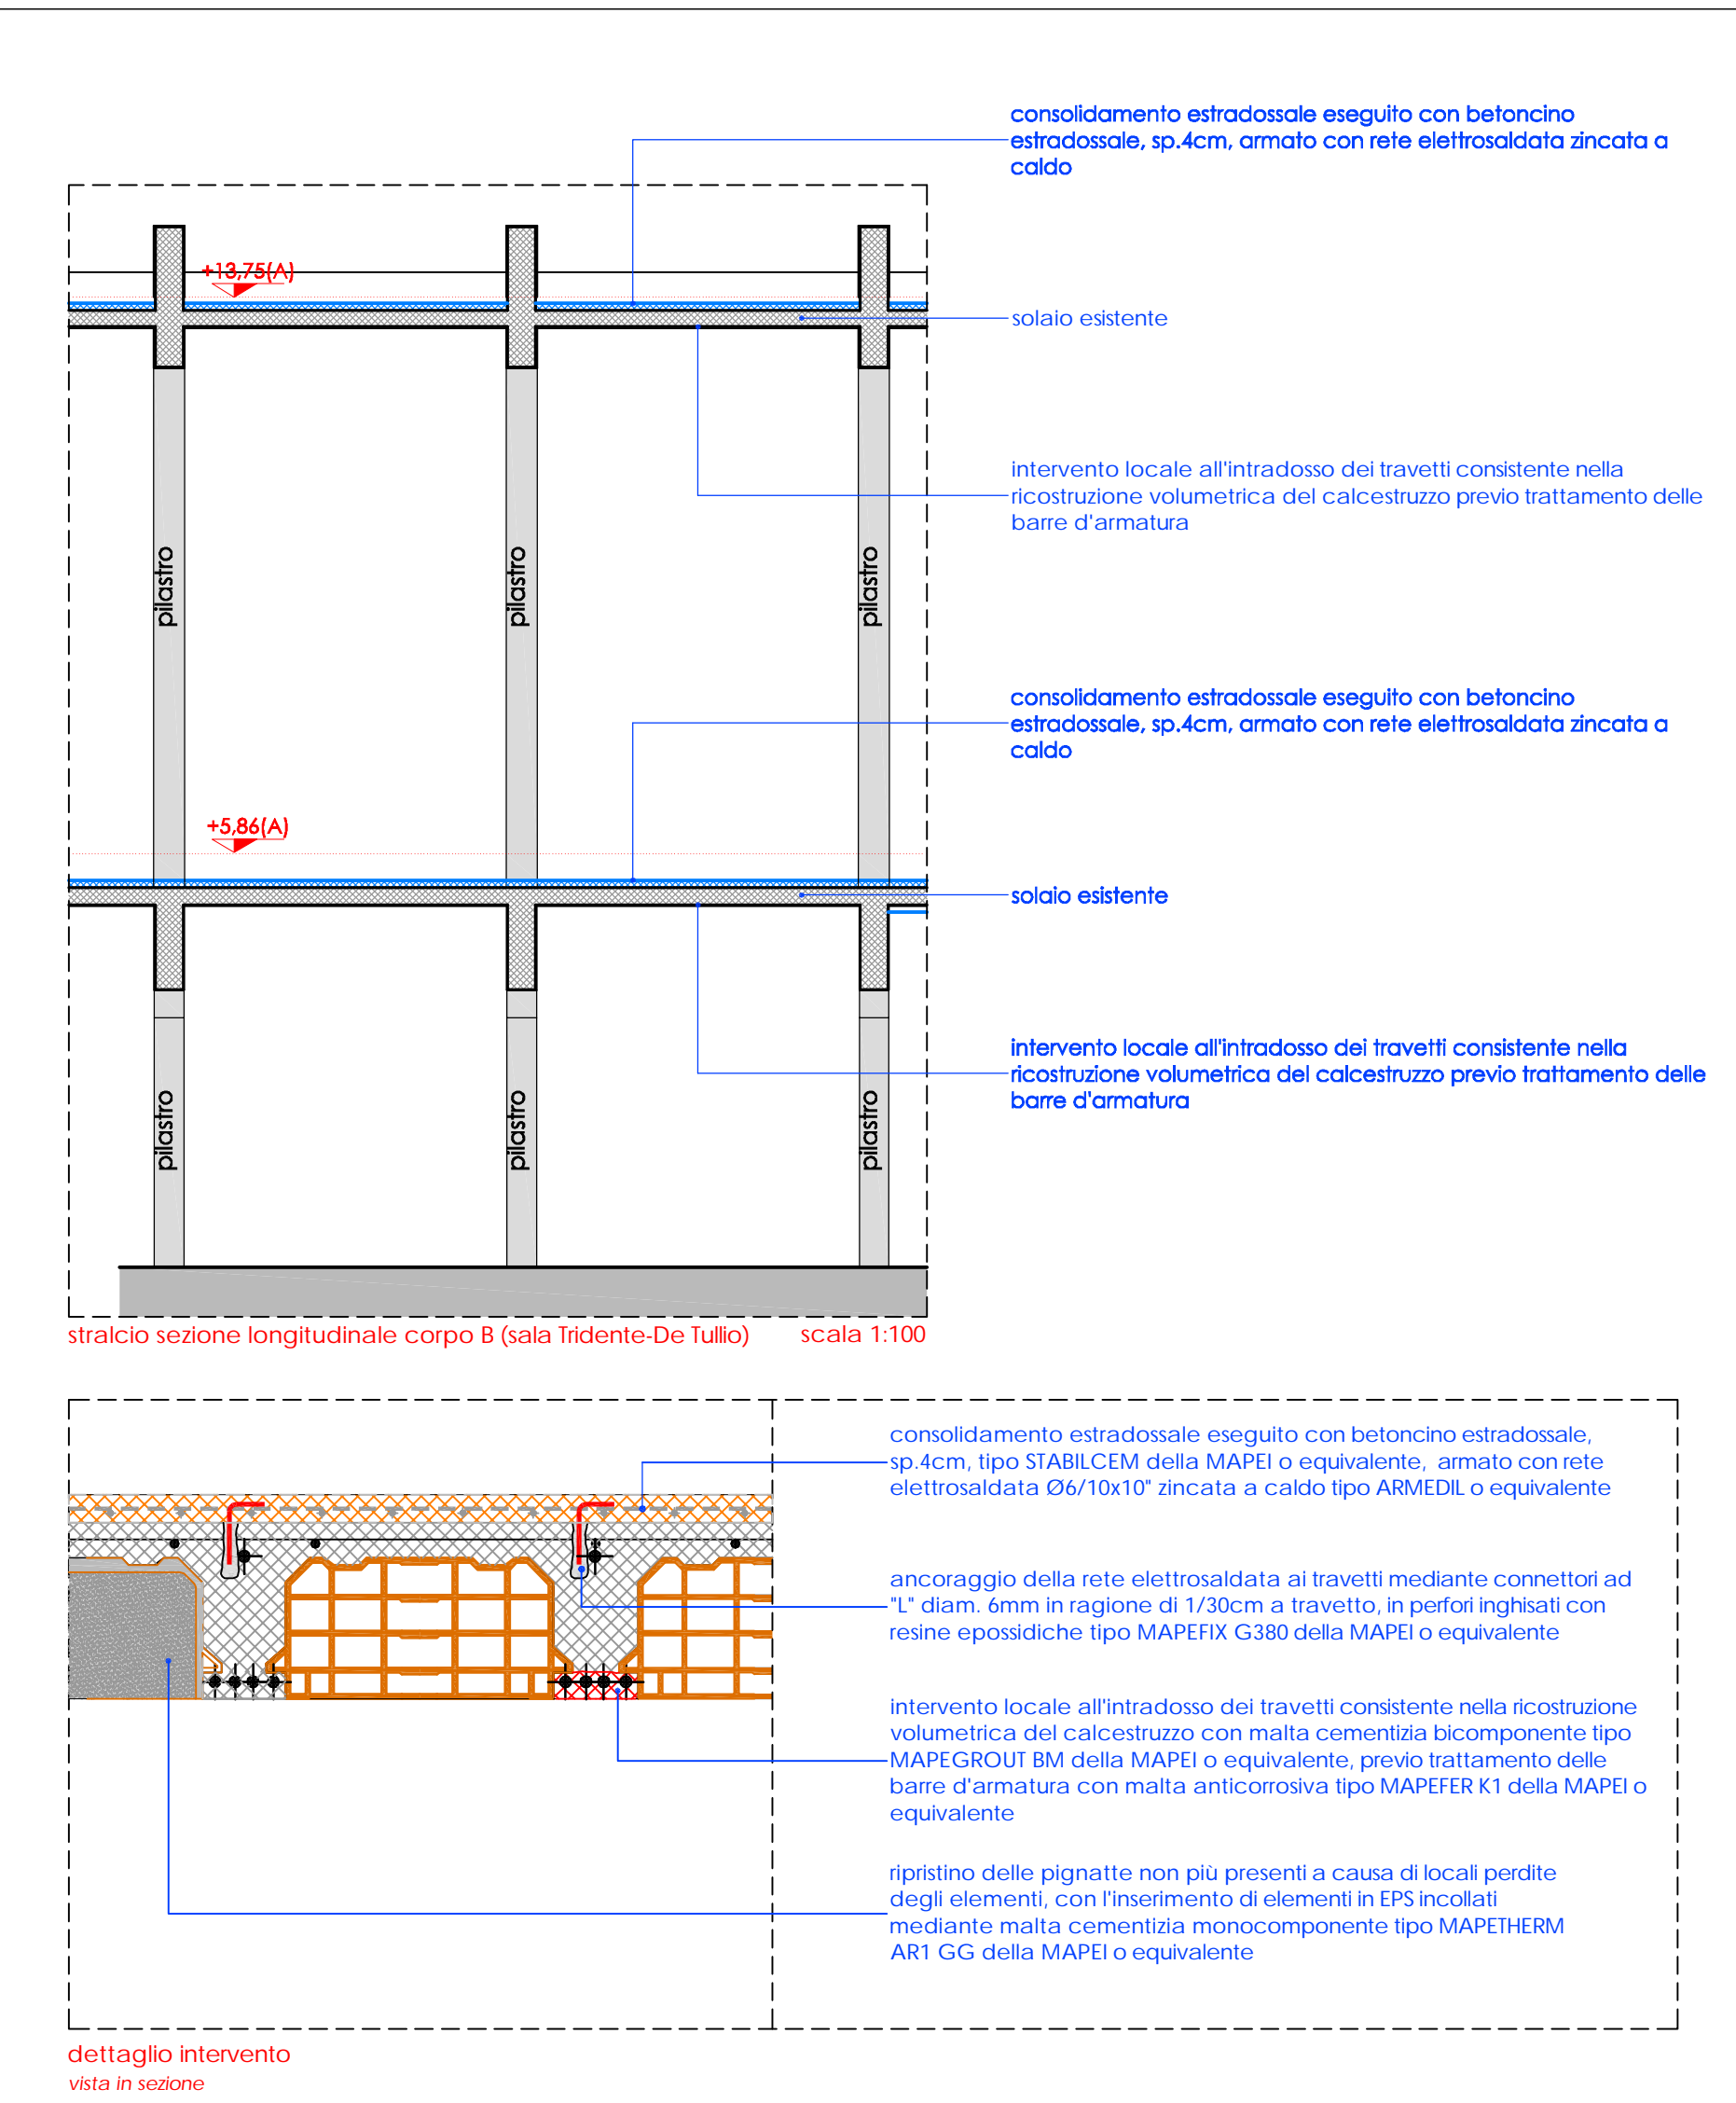 consolidamento estradossale eseguito con betoncino
estradossale, sp.4cm, armato con rete elettrosaldata zincata a
caldo
+13,75(A)
solaio esistente
intervento locale all'intradosso dei travetti consistente nella
ricostruzione volumetrica del calcestruzzo previo trattamento delle
barre d'armatura
pilastro
pilastro
pilastro
consolidamento estradossale eseguito con betoncino
estradossale, sp.4cm, armato con rete elettrosaldata zincata a
caldo
+5,86(A)
solaio esistente
intervento locale all'intradosso dei travetti consistente nella
ricostruzione volumetrica del calcestruzzo previo trattamento delle
barre d'armatura
pilastro
pilastro
pilastro
stralcio sezione longitudinale corpo B (sala Tridente-De Tullio) scala 1:100
consolidamento estradossale eseguito con betoncino estradossale,
sp.4cm, tipo STABILCEM della MAPEI o equivalente, armato con rete
elettrosaldata Ø6/10x10" zincata a caldo tipo ARMEDIL o equivalente
ancoraggio della rete elettrosaldata ai travetti mediante connettori ad
"L" diam. 6mm in ragione di 1/30cm a travetto, in perfori inghisati con
resine epossidiche tipo MAPEFIX G380 della MAPEI o equivalente
intervento locale all'intradosso dei travetti consistente nella ricostruzione
volumetrica del calcestruzzo con malta cementizia bicomponente tipo
MAPEGROUT BM della MAPEI o equivalente, previo trattamento delle
barre d'armatura con malta anticorrosiva tipo MAPEFER K1 della MAPEI o
equivalente
ripristino delle pignatte non più presenti a causa di locali perdite
degli elementi, con l'inserimento di elementi in EPS incollati
mediante malta cementizia monocomponente tipo MAPETHERM
AR1 GG della MAPEI o equivalente
dettaglio intervento
vista in sezione